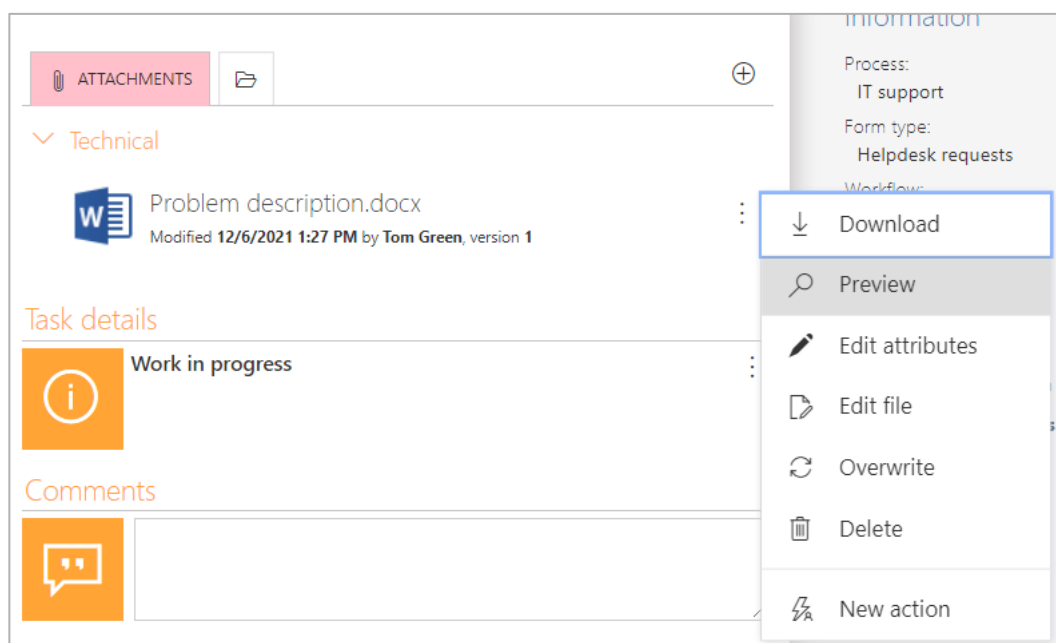 Information
ATTACHMENTS
Process:
IT support
Technical
Form type:
Helpdesk requests
Problem description.docx
Modified 12/6/2021 1:27 PM by Tom Green, version 1
Workflow:
Download
Preview
Task details
Work in progress
Edit attributes
Edit file
Overwrite
Comments
Delete
New action